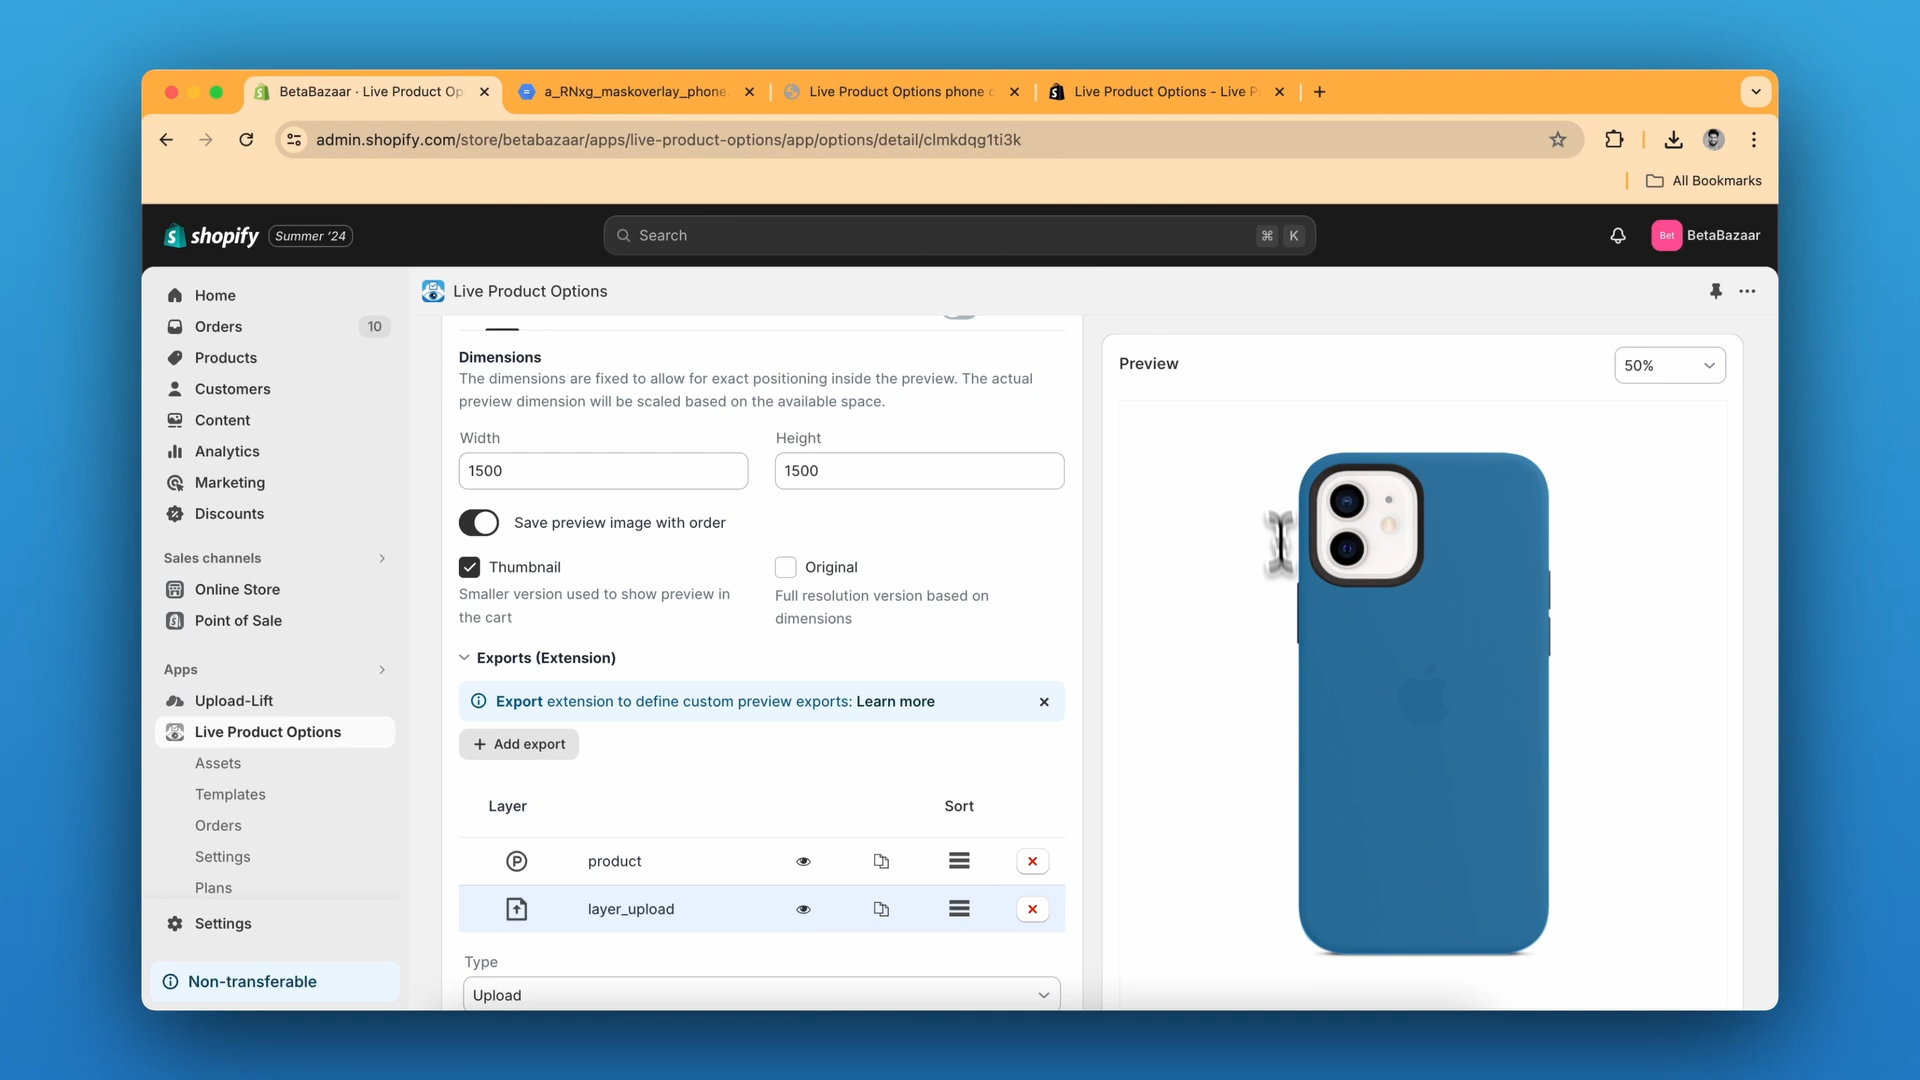 BetaBazaar · Live Product Op
a_RNxg_maskoverlay_phone.
Live Product Options phone c
Live Product Options - Live P
admin.shopify.com/store/betabazaar/apps/live-product-options/app/options/detail/clmkdqg1ti3k
All Bookmarks
shopify
Summer '24
Search
⌘ K
Bet
BetaBazaar
Home
Orders
10
Products
Customers
Content
Analytics
Marketing
Discounts
Sales channels
Online Store
Point of Sale
Apps
Upload-Lift
Live Product Options
Assets
Templates
Orders
Settings
Plans
Settings
Non-transferable
Live Product Options
Dimensions
The dimensions are fixed to allow for exact positioning inside the preview. The actual
preview dimension will be scaled based on the available space.
Width
Height
1500
1500
Save preview image with order
Thumbnail
Smaller version used to show preview in
the cart
Original
Full resolution version based on
dimensions
Exports (Extension)
Export extension to define custom preview exports: Learn more
Add export
Layer
Sort
P
product
layer_upload
Type
Upload
Preview
50%